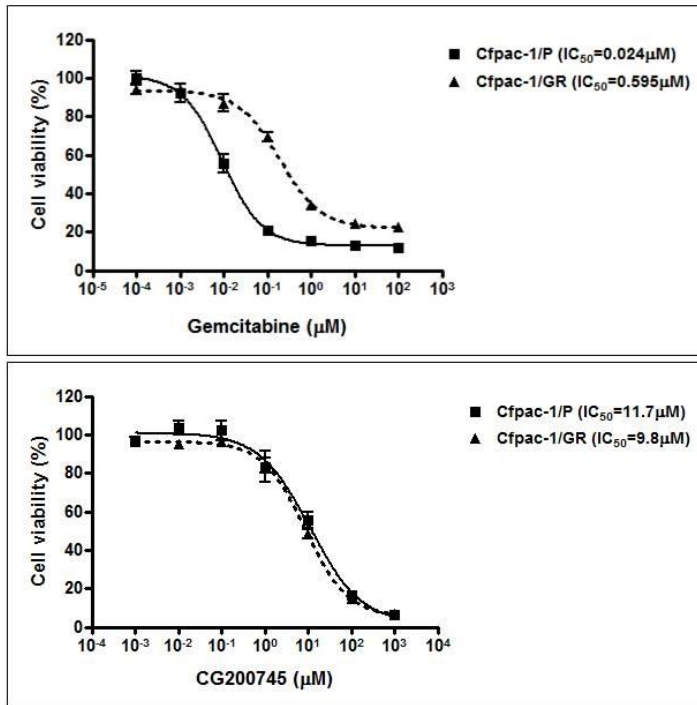 120
100
80
60
40
20
0
Cell viability (%)
10⁻⁵ 10⁻⁴ 10⁻³ 10⁻² 10⁻¹ 10⁰ 10¹ 10² 10³
Gemcitabine (μM)
Cfpac-1/P (IC₅₀=0.024μM)
Cfpac-1/GR (IC₅₀=0.595μM)
120
100
80
60
40
20
0
Cell viability (%)
10⁻⁴ 10⁻³ 10⁻² 10⁻¹ 10⁰ 10¹ 10² 10³ 10⁴
CG200745 (μM)
Cfpac-1/P (IC₅₀=11.7μM)
Cfpac-1/GR (IC₅₀=9.8μM)